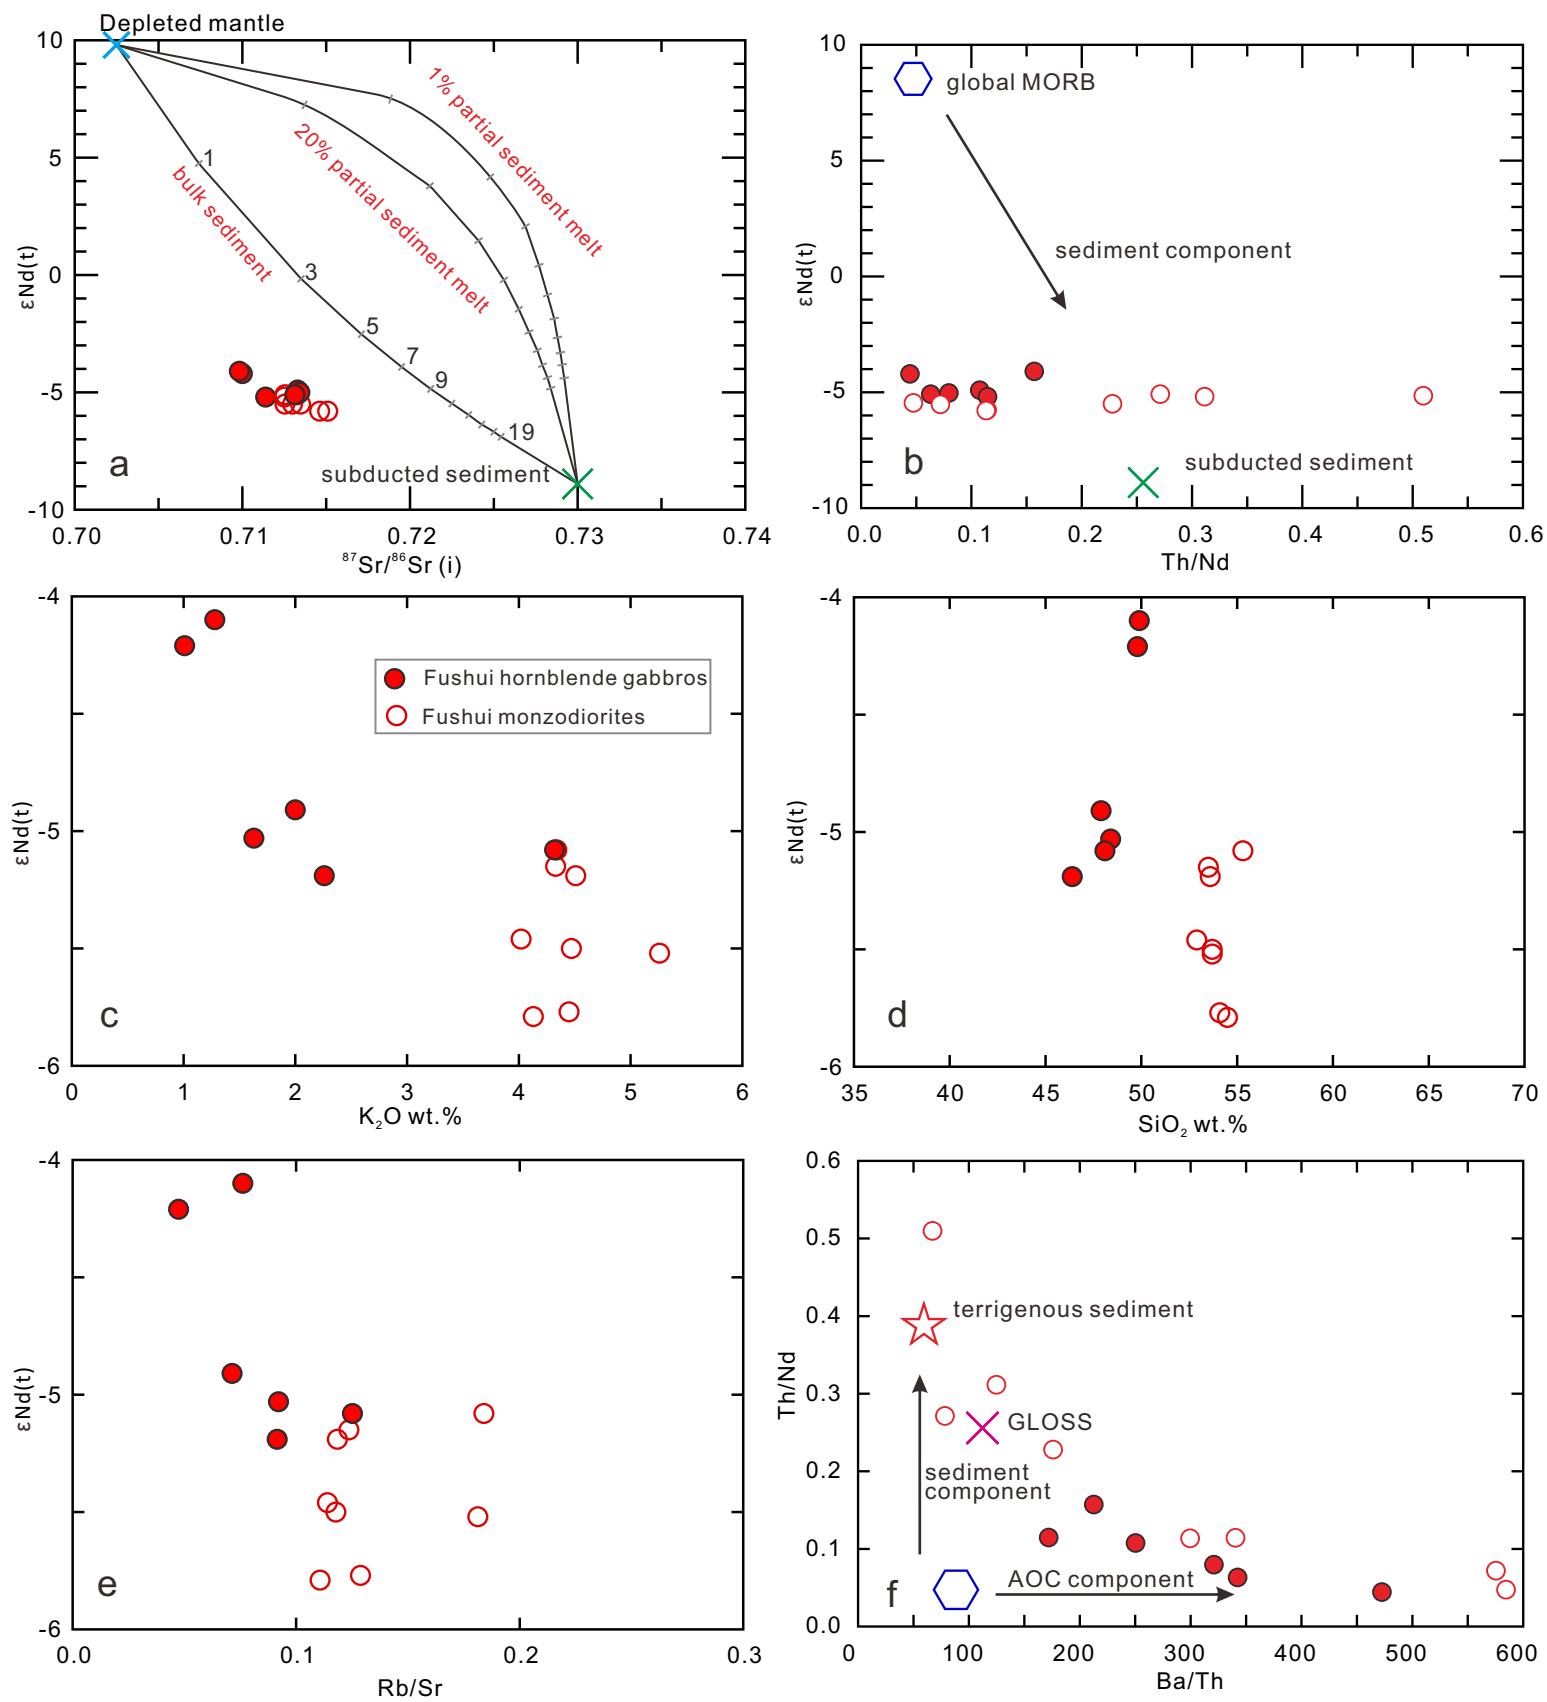 Depleted mantle
10
5
0
-5
-10
εNd(t)
1% partial sediment melt
20% partial sediment melt
bulk sediment
1
3
5
7
9
19
subducted sediment
a
0.70
0.71
0.72
0.73
0.74
⁸⁷Sr/⁸⁶Sr (i)
10
5
0
-5
-10
εNd(t)
global MORB
sediment component
subducted sediment
b
0.0
0.1
0.2
0.3
0.4
0.5
0.6
Th/Nd
-4
-5
-6
εNd(t)
Fushui hornblende gabbros
Fushui monzodiorites
c
0
1
2
3
4
5
6
K₂O wt.%
-4
-5
-6
εNd(t)
d
35
40
45
50
55
60
65
70
SiO₂ wt.%
-4
-5
-6
εNd(t)
e
0.0
0.1
0.2
0.3
Rb/Sr
0.6
0.5
0.4
0.3
0.2
0.1
0.0
Th/Nd
terrigenous sediment
GLOSS
sediment
component
AOC component
f
0
100
200
300
400
500
600
Ba/Th